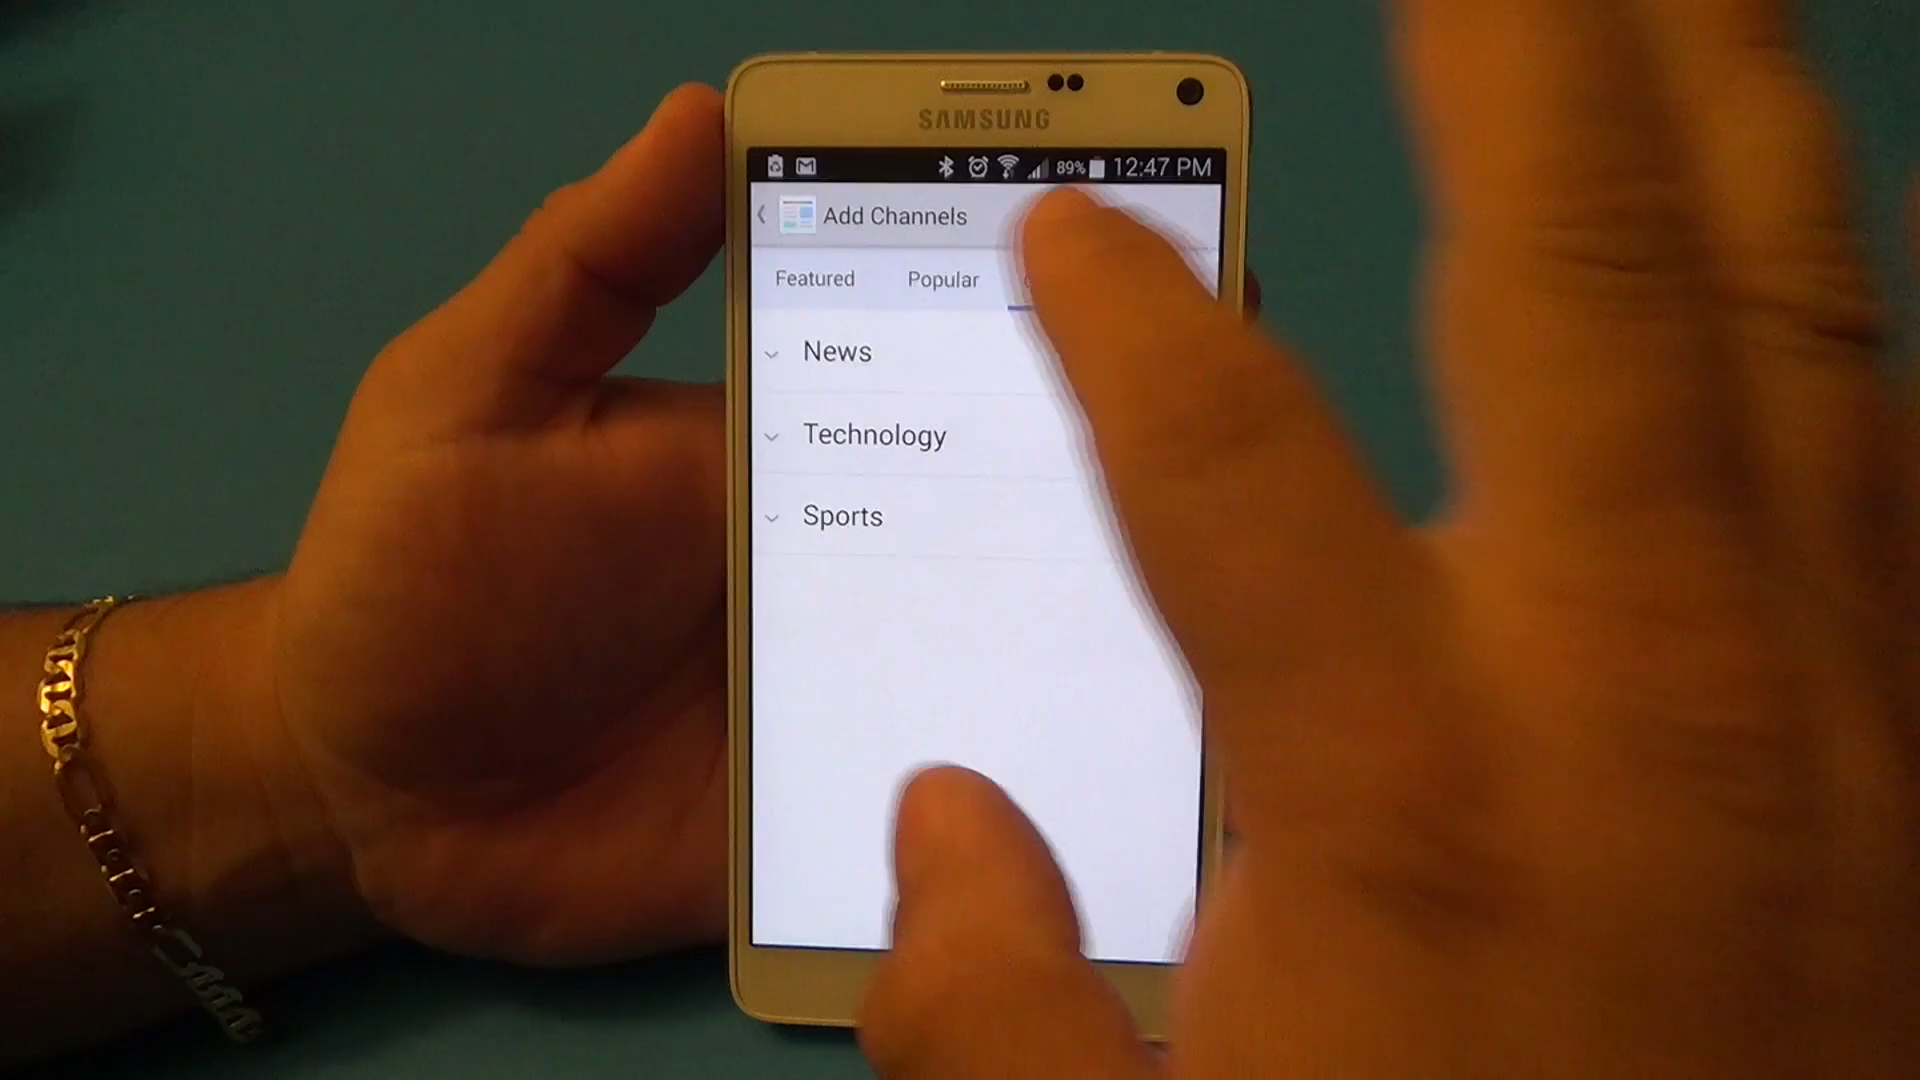 SAMSUNG
89% 12:47 PM
Add Channels
Featured Popular
News
Technology
Sports